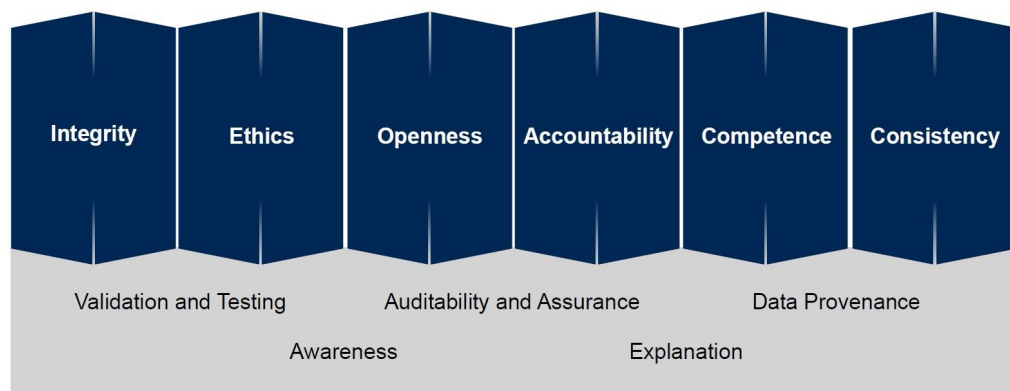 Integrity
Ethics
Openness
Accountability
Competence
Consistency
Validation and Testing
Auditability and Assurance
Data Provenance
Awareness
Explanation